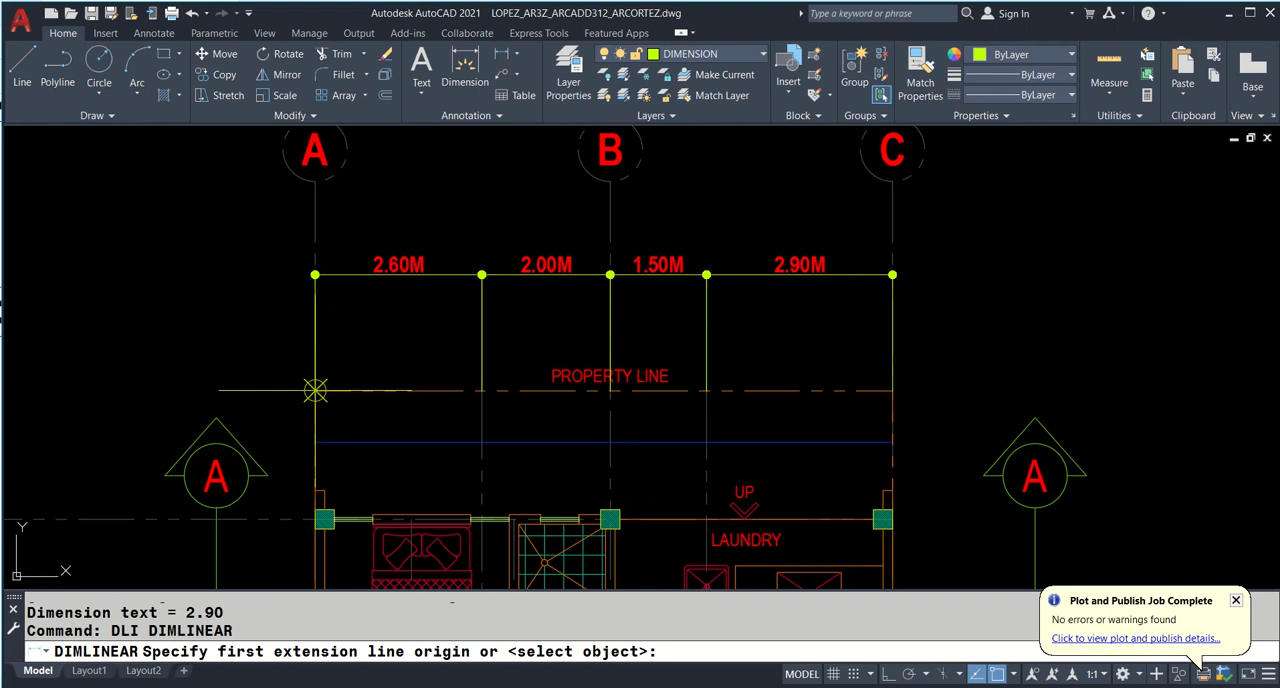 Autodesk AutoCAD 2021 LOPEZ_AR3Z_ARCADD312_ARCORTEZ.dwg
Type a keyword or phrase
Sign In
Home Insert Annotate Parametric View Manage Output Add-ins Collaborate Express Tools Featured Apps
Line Polyline Circle Arc
Move Rotate Trim
Copy Mirror Fillet
Stretch Scale Array
Text Dimension Table
Layer Properties
DIMENSION
Make Current
Match Layer
Insert
Group
Match Properties
ByLayer
ByLayer
ByLayer
Measure
Paste
Base
Draw Modify Annotation Layers Block Groups Properties Utilities Clipboard View
A B C
2.60M 2.00M 1.50M 2.90M
PROPERTY LINE
A A
UP
LAUNDRY
Y
X
Dimension text = 2.90
Command: DLI DIMLINEAR
DIMLINEAR Specify first extension line origin or <select object>:
Plot and Publish Job Complete
No errors or warnings found
Click to view plot and publish details...
Model Layout1 Layout2 +
MODEL 1:1